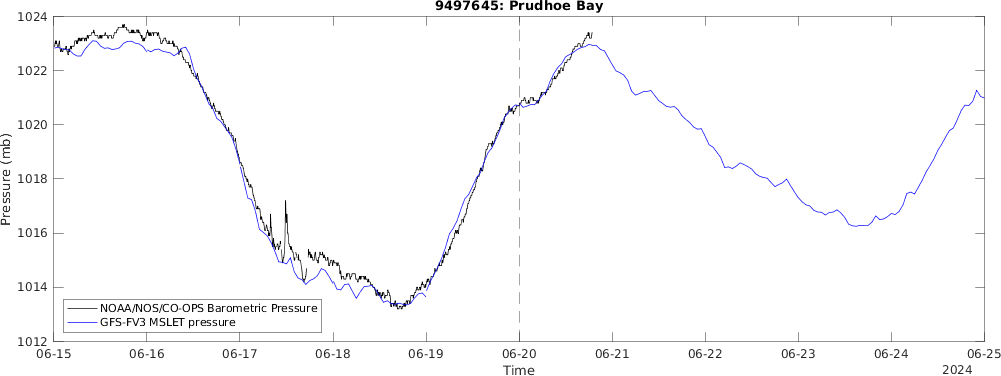 9497645: Prudhoe Bay
1024
1022
1020
1018
1016
1014
1012
Pressure (mb)
NOAA/NOS/CO-OPS Barometric Pressure
GFS-FV3 MSLET pressure
06-15 06-16 06-17 06-18 06-19 06-20 06-21 06-22 06-23 06-24 06-25
Time
2024